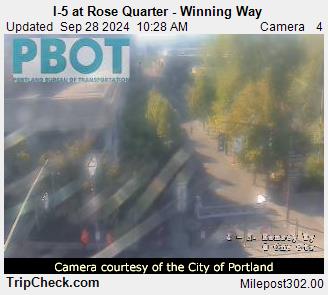 I-5 at Rose Quarter - Winning Way
Updated Sep 28 2024 10:28 AM Camera 4
PBOT
PORTLAND BUREAU OF TRANSPORTATION
Camera courtesy of the City of Portland
TripCheck.com Milepost302.00